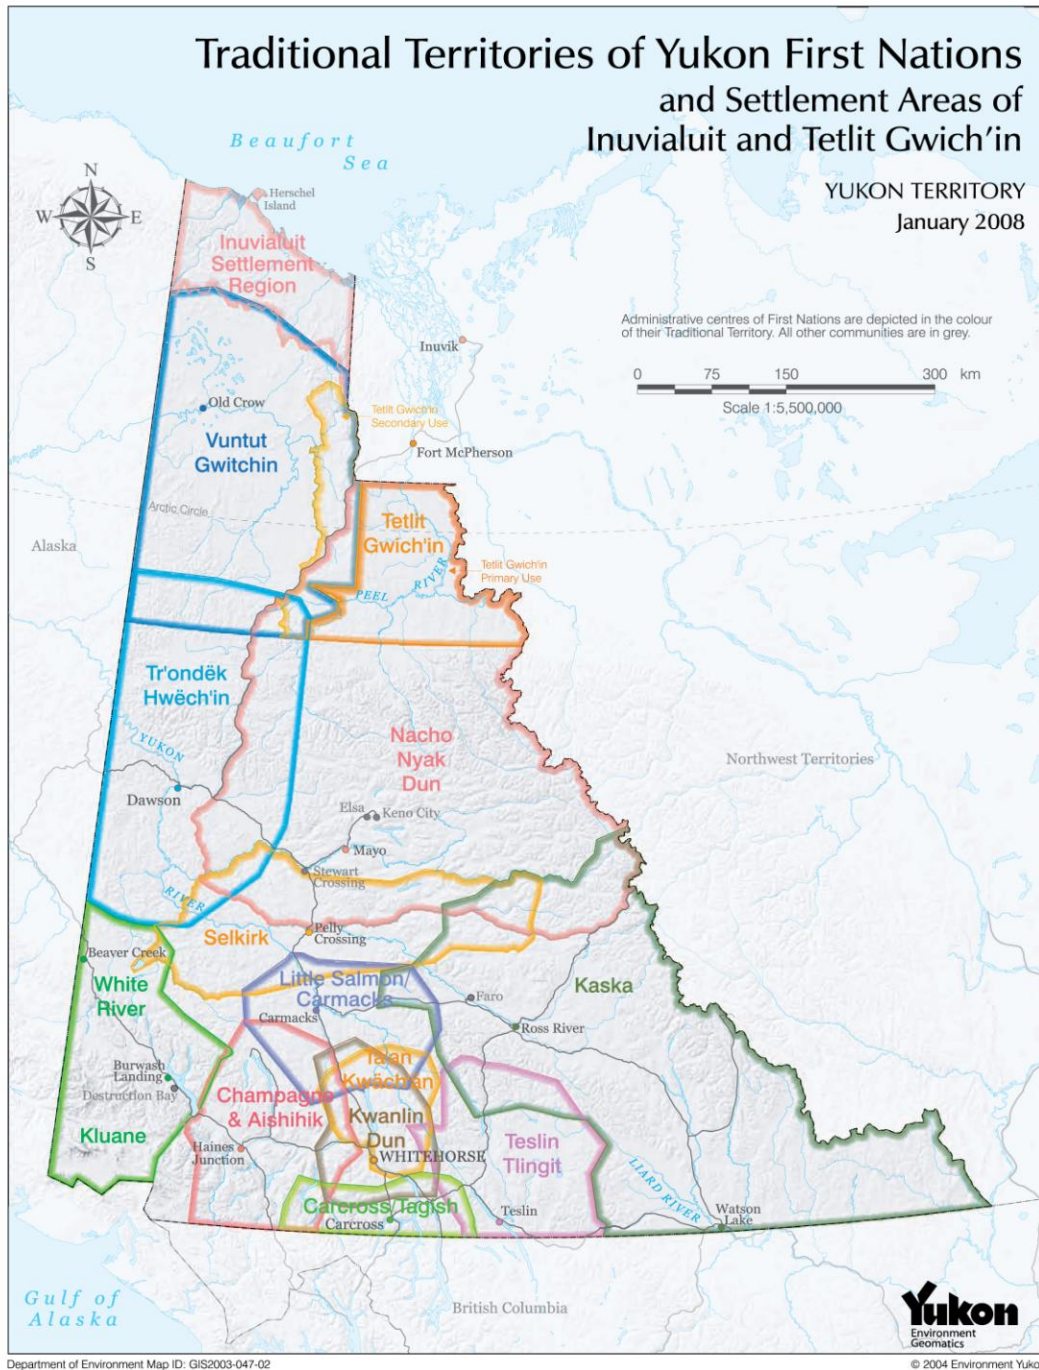 Traditional Territories of Yukon First Nations
and Settlement Areas of
Inuvialuit and Tetlit Gwich'in
YUKON TERRITORY
January 2008
Beaufort
Sea
N
W
E
S
Herschel
Island
Inuvialuit
Settlement
Region
Administrative centres of First Nations are depicted in the colour
of their Traditional Territory. All other communities are in grey.
0 75 150 300 km
Scale 1:5,500,000
Inuvik
Old Crow
Tetlit Gwich'in
Secondary Use
Vuntut
Gwitchin
Fort McPherson
Arctic Circle
Alaska
Tetlit
Gwich'in
Tetlit Gwich'in
Primary Use
PEEL RIVER
Tr'ondëk
Hwëch'in
YUKON
Nacho
Nyak
Dun
Northwest Territories
Dawson
Elsa
Keno City
Mayo
Stewart
Crossing
RIVER
Selkirk
Pelly
Crossing
Beaver Creek
White
River
Little Salmon/
Carmacks
Kaska
Faro
Carmacks
Ross River
Ta'an
Kwäch'an
Burwash
Landing
Destruction Bay
Champagne
& Aishihik
Kwanlin
Dun
Kluane
Haines
Junction
WHITEHORSE
Teslin
Tlingit
LIARD RIVER
Carcross/Tagish
Carcross
Teslin
Watson
Lake
Gulf of
Alaska
British Columbia
Yukon
Environment
Geomatics
Department of Environment Map ID: GIS2003-047-02
© 2004 Environment Yuko